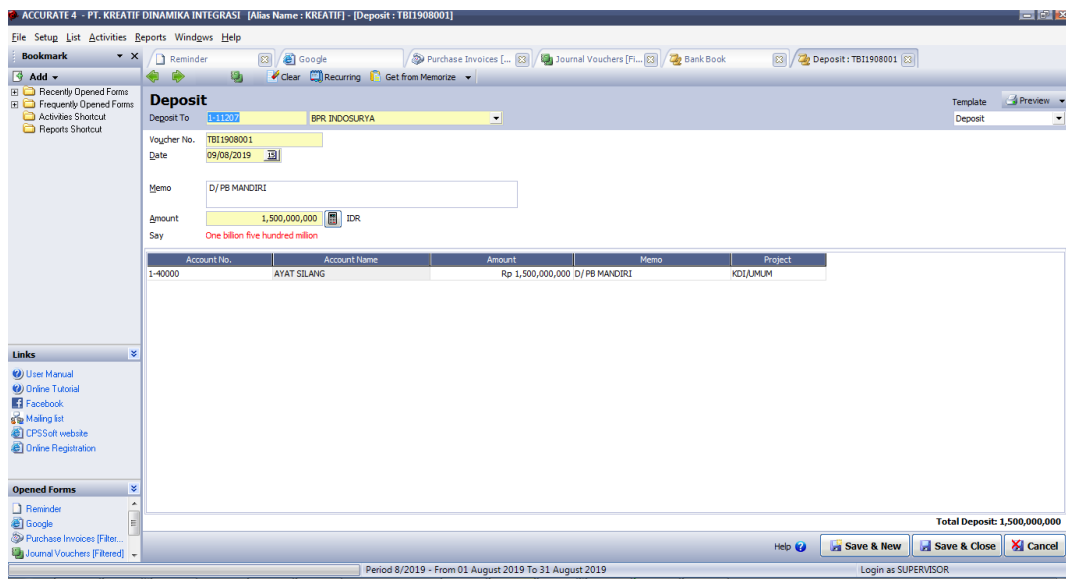 ACCURATE 4 - PT. KREATIF DINAMIKA INTEGRASI [Alias Name : KREATIF] - [Deposit : TBI1908001]
File Setup List Activities Reports Windows Help
Bookmark
Reminder Google Purchase Invoices [... Journal Vouchers [Fi... Bank Book Deposit : TBI1908001
Add
Clear Recurring Get from Memorize
Recently Opened Forms
Frequently Opened Forms
Activities Shortcut
Reports Shortcut
Deposit
Template Preview
Deposit To 1-11207 BPR INDOSURYA Deposit
Voucher No. TBI1908001
Date 09/08/2019 15
Memo D/ PB MANDIRI
Amount 1,500,000,000 IDR
Say One billion five hundred million
Account No. Account Name Amount Memo Project
1-40000 AYAT SILANG Rp 1,500,000,000 D/ PB MANDIRI KDI/UMUM
Links
User Manual
Online Tutorial
Facebook
Mailing list
CPSSoft website
Online Registration
Opened Forms
Reminder
Google
Purchase Invoices [Filter...
Journal Vouchers [Filtered]
Total Deposit: 1,500,000,000
Help Save & New Save & Close Cancel
Period 8/2019 - From 01 August 2019 To 31 August 2019 Login as SUPERVISOR